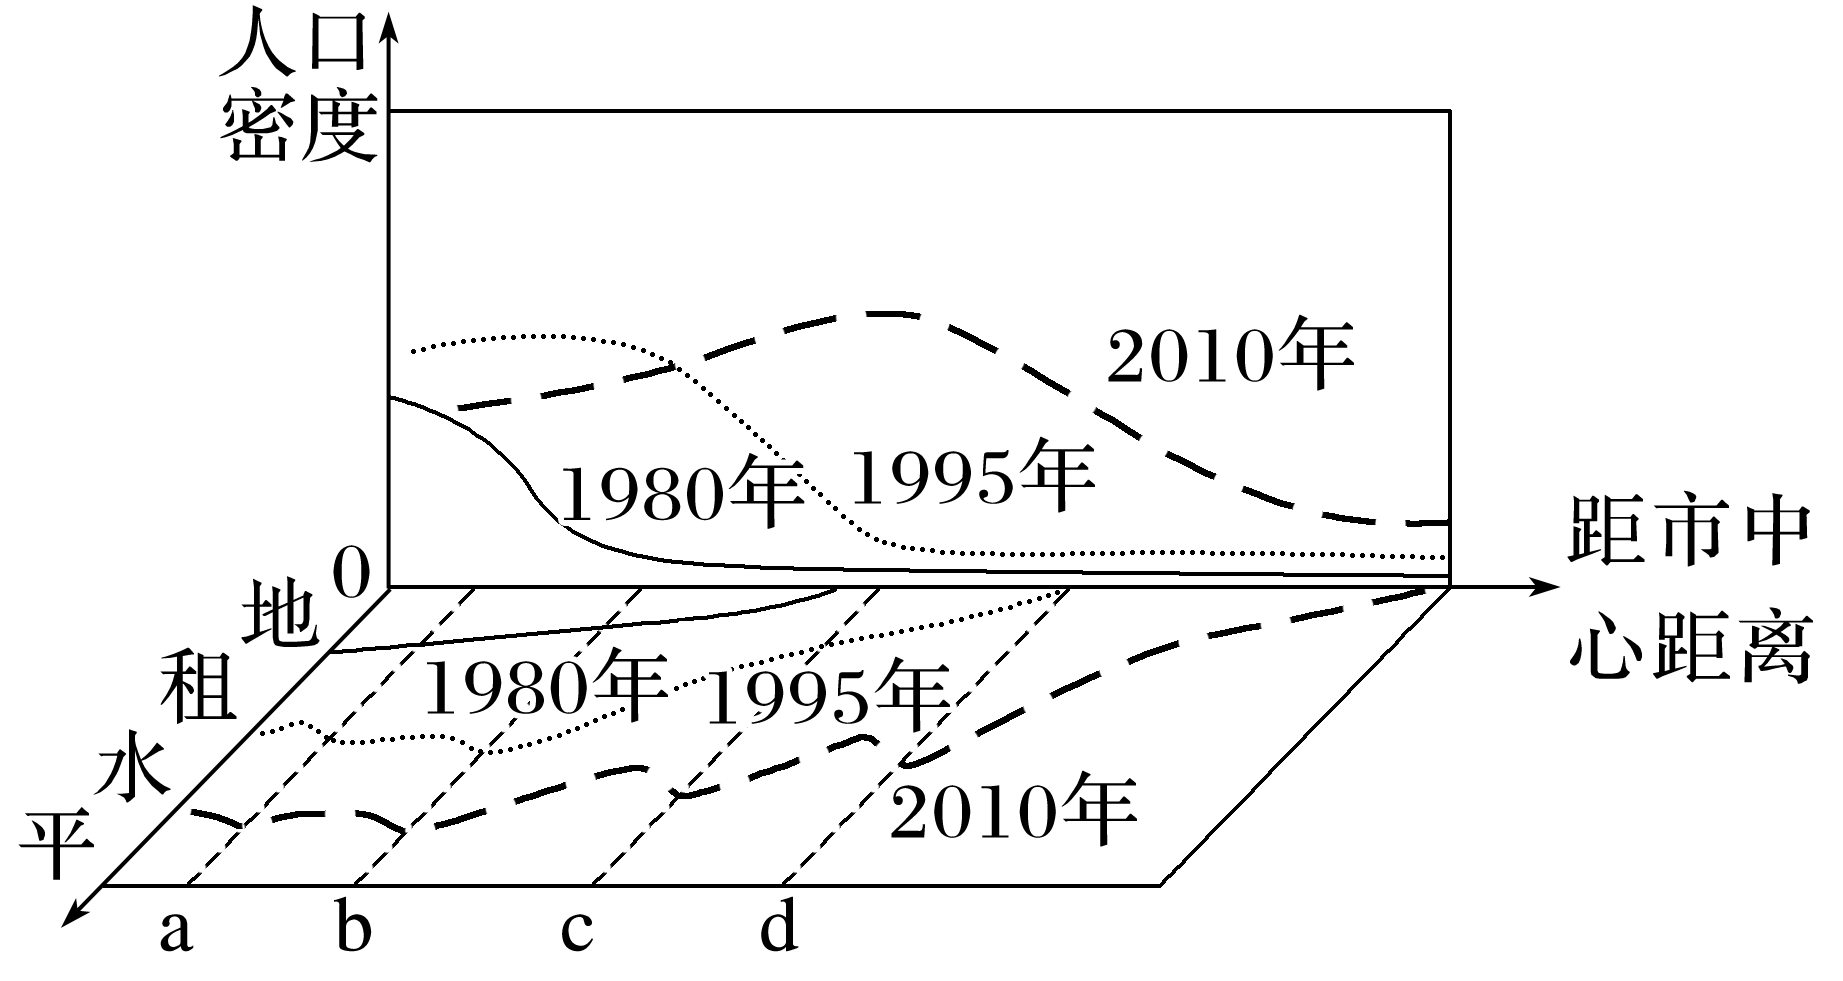 人口
密度
2010年
1980年
1995年
0
距市中
心距离
地
租
水
平
1980年
1995年
2010年
a b c d